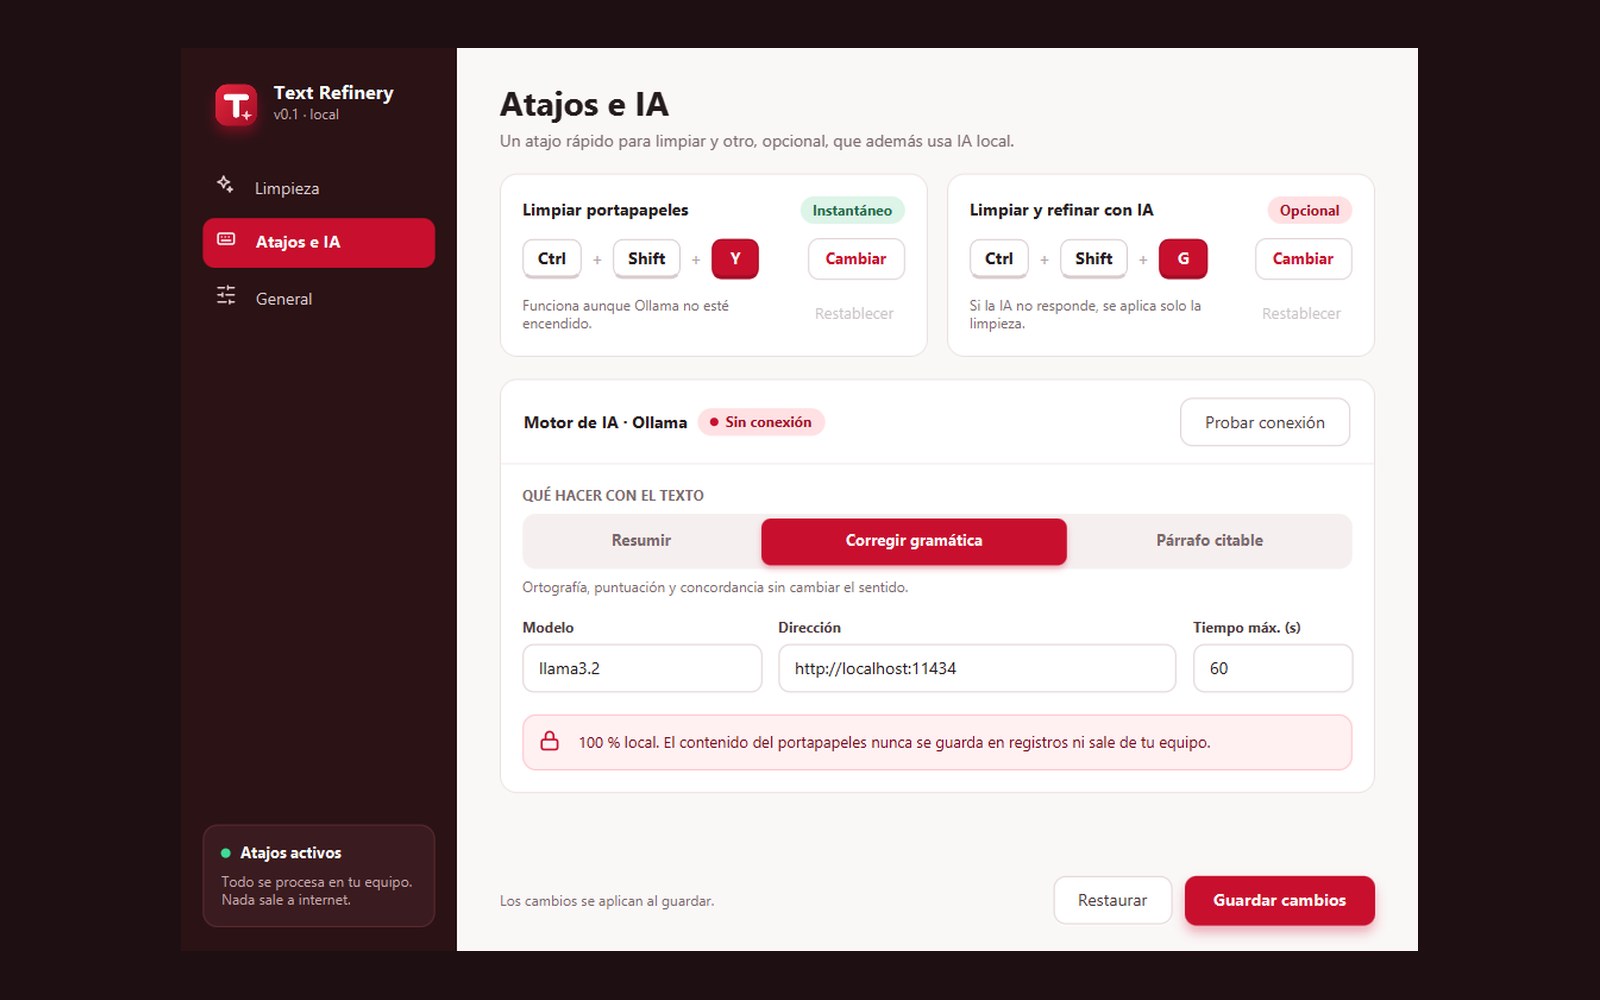 Text Refinery
v0.1 · local
Limpieza
Atajos e IA
General
Atajos activos
Todo se procesa en tu equipo.
Nada sale a internet.
Atajos e IA
Un atajo rápido para limpiar y otro, opcional, que además usa IA local.
Limpiar portapapeles Instantáneo
Ctrl + Shift + Y Cambiar
Funciona aunque Ollama no esté
encendido.
Restablecer
Limpiar y refinar con IA Opcional
Ctrl + Shift + G Cambiar
Si la IA no responde, se aplica solo la
limpieza.
Restablecer
Motor de IA · Ollama Sin conexión Probar conexión
QUÉ HACER CON EL TEXTO
Resumir Corregir gramática Párrafo citable
Ortografía, puntuación y concordancia sin cambiar el sentido.
Modelo Dirección Tiempo máx. (s)
llama3.2 http://localhost:11434 60
100 % local. El contenido del portapapeles nunca se guarda en registros ni sale de tu equipo.
Los cambios se aplican al guardar. Restaurar Guardar cambios